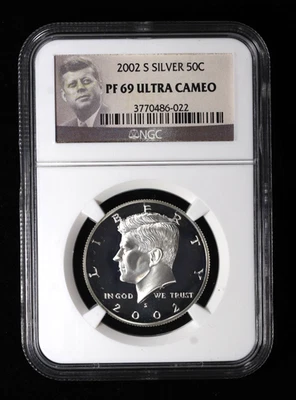 2002 S SILVER 50C
PF 69 ULTRA CAMEO
3770486-022
NGC
LIBERTY
IN GOD WE TRUST
S
2002